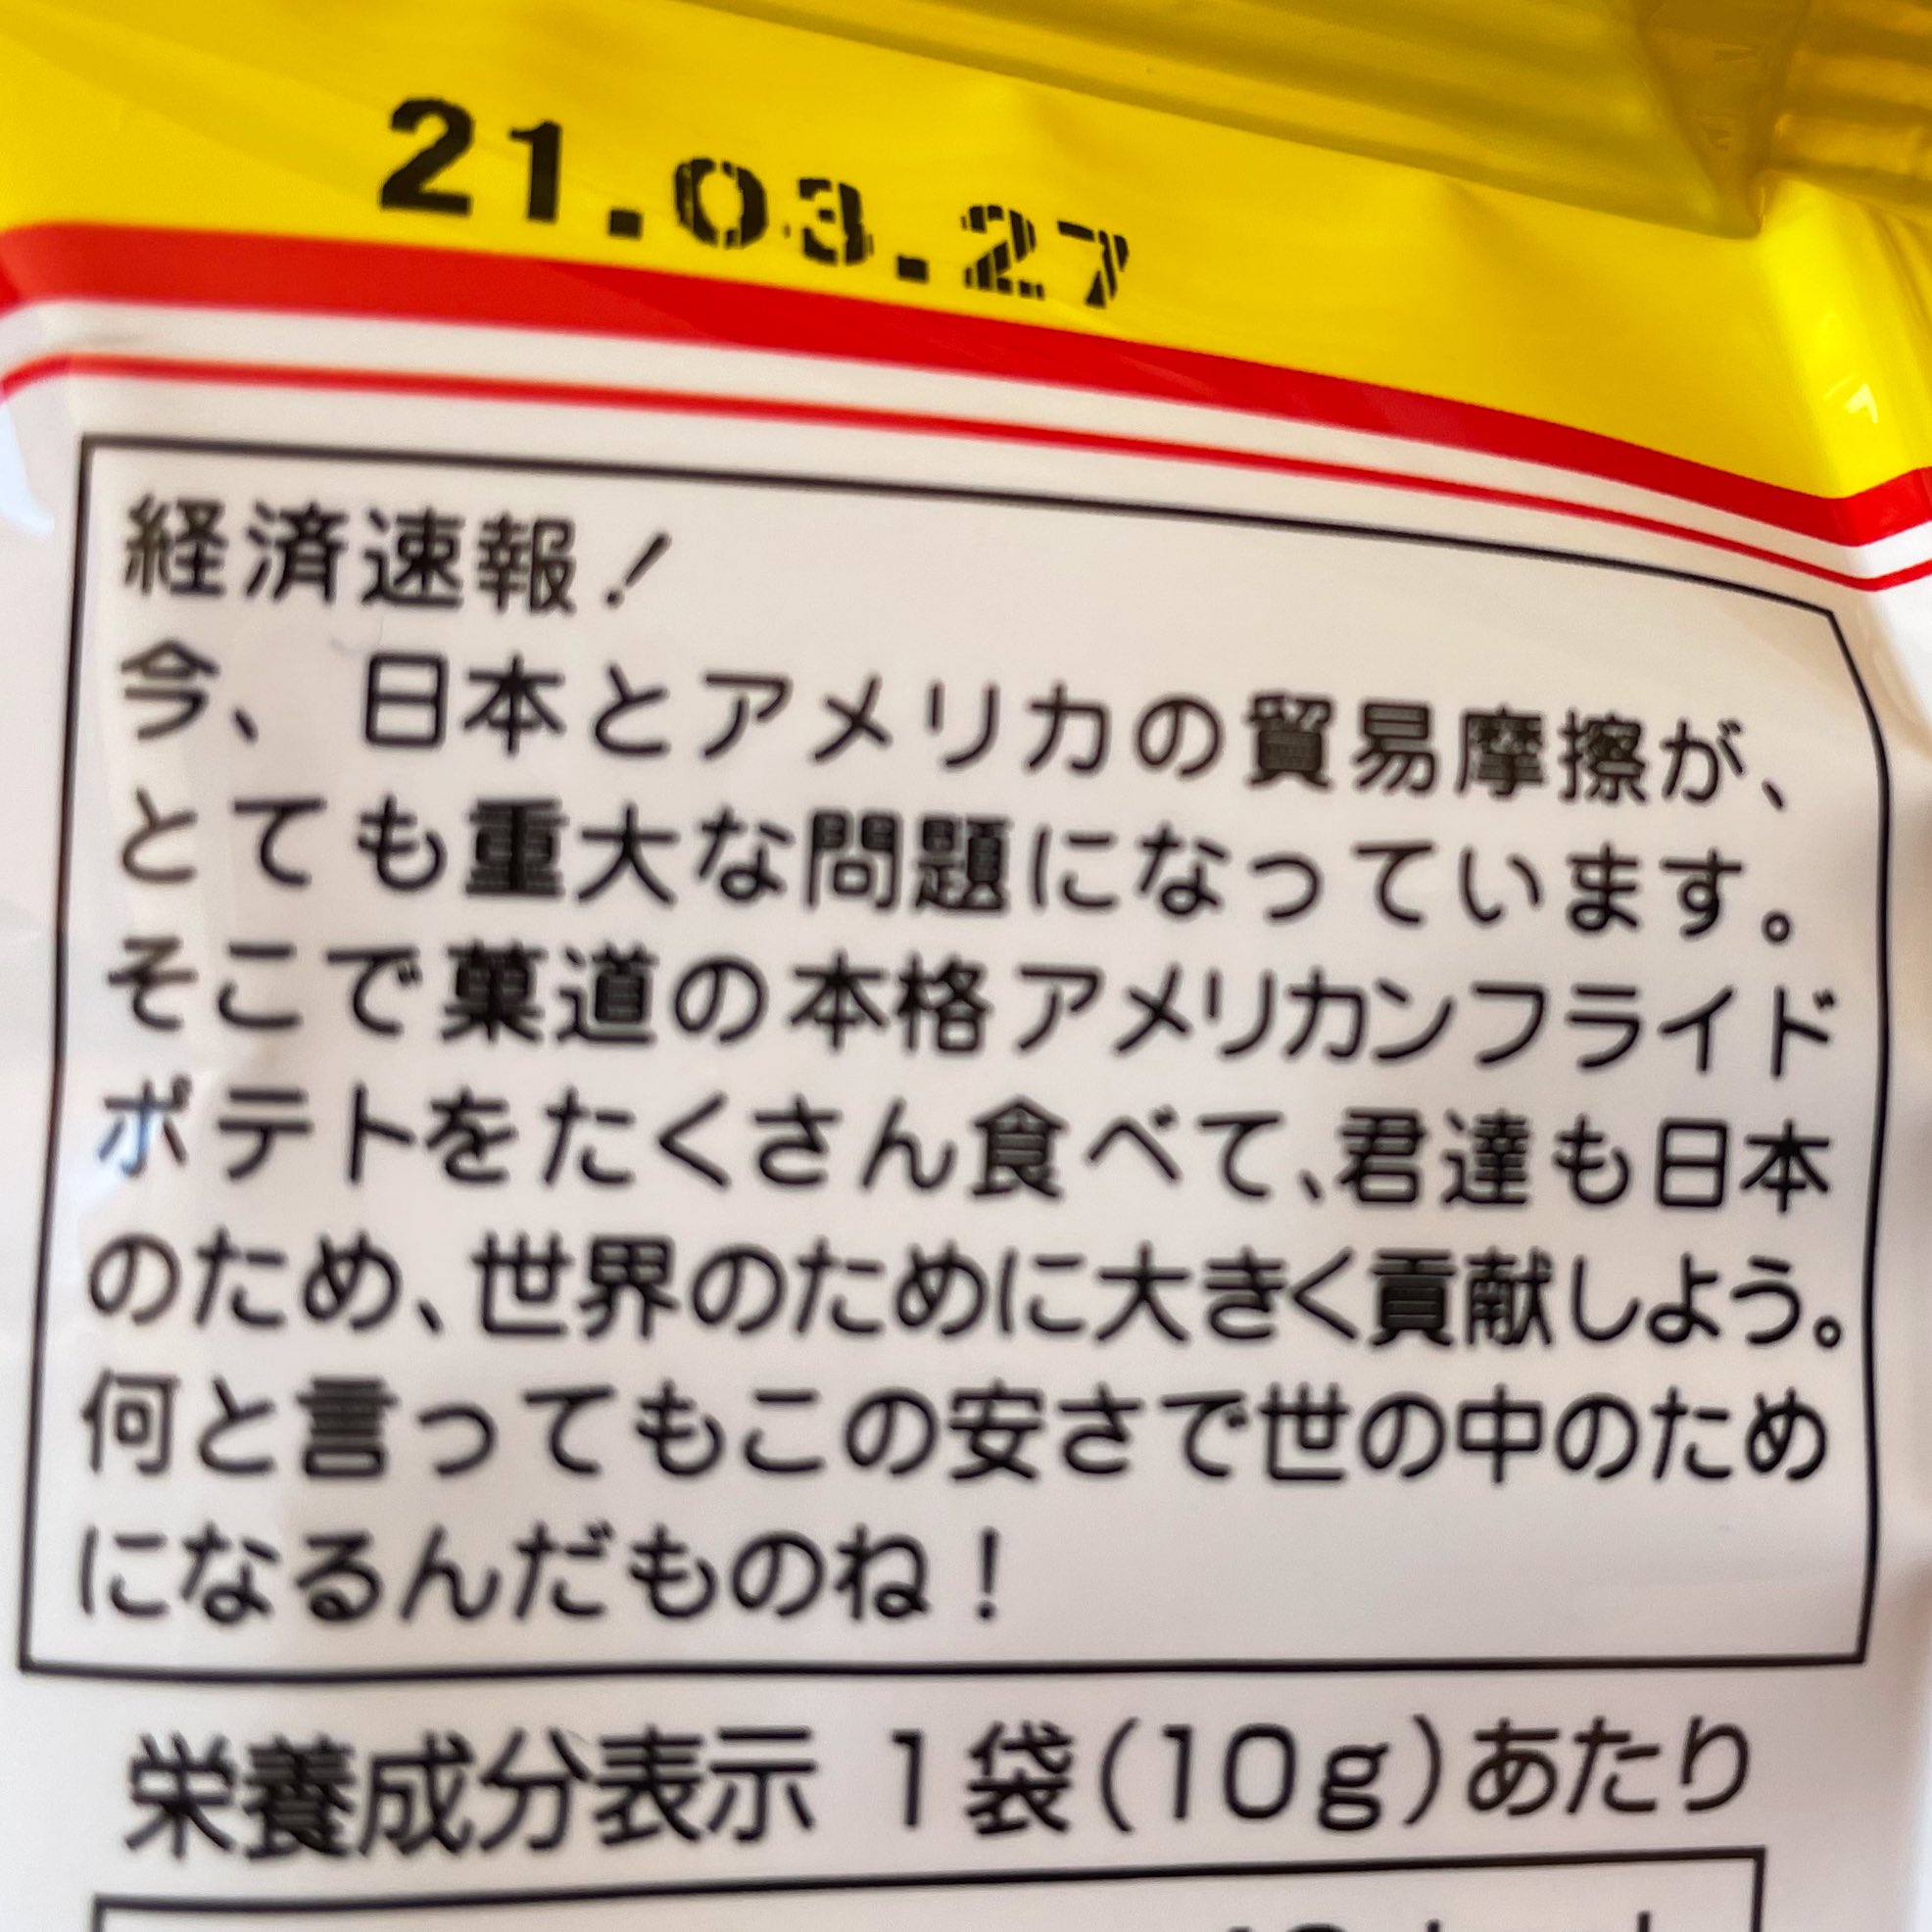 21.03.27
経済速報！
今、日本とアメリカの貿易摩擦が、
とても重大な問題になっています。
そこで菓道の本格アメリカンフライド
ポテトをたくさん食べて、君達も日本
のため、世界のために大きく貢献しよう。
何と言ってもこの安さで世の中のため
になるんだものね！
栄養成分表示 1袋(10g)あたり